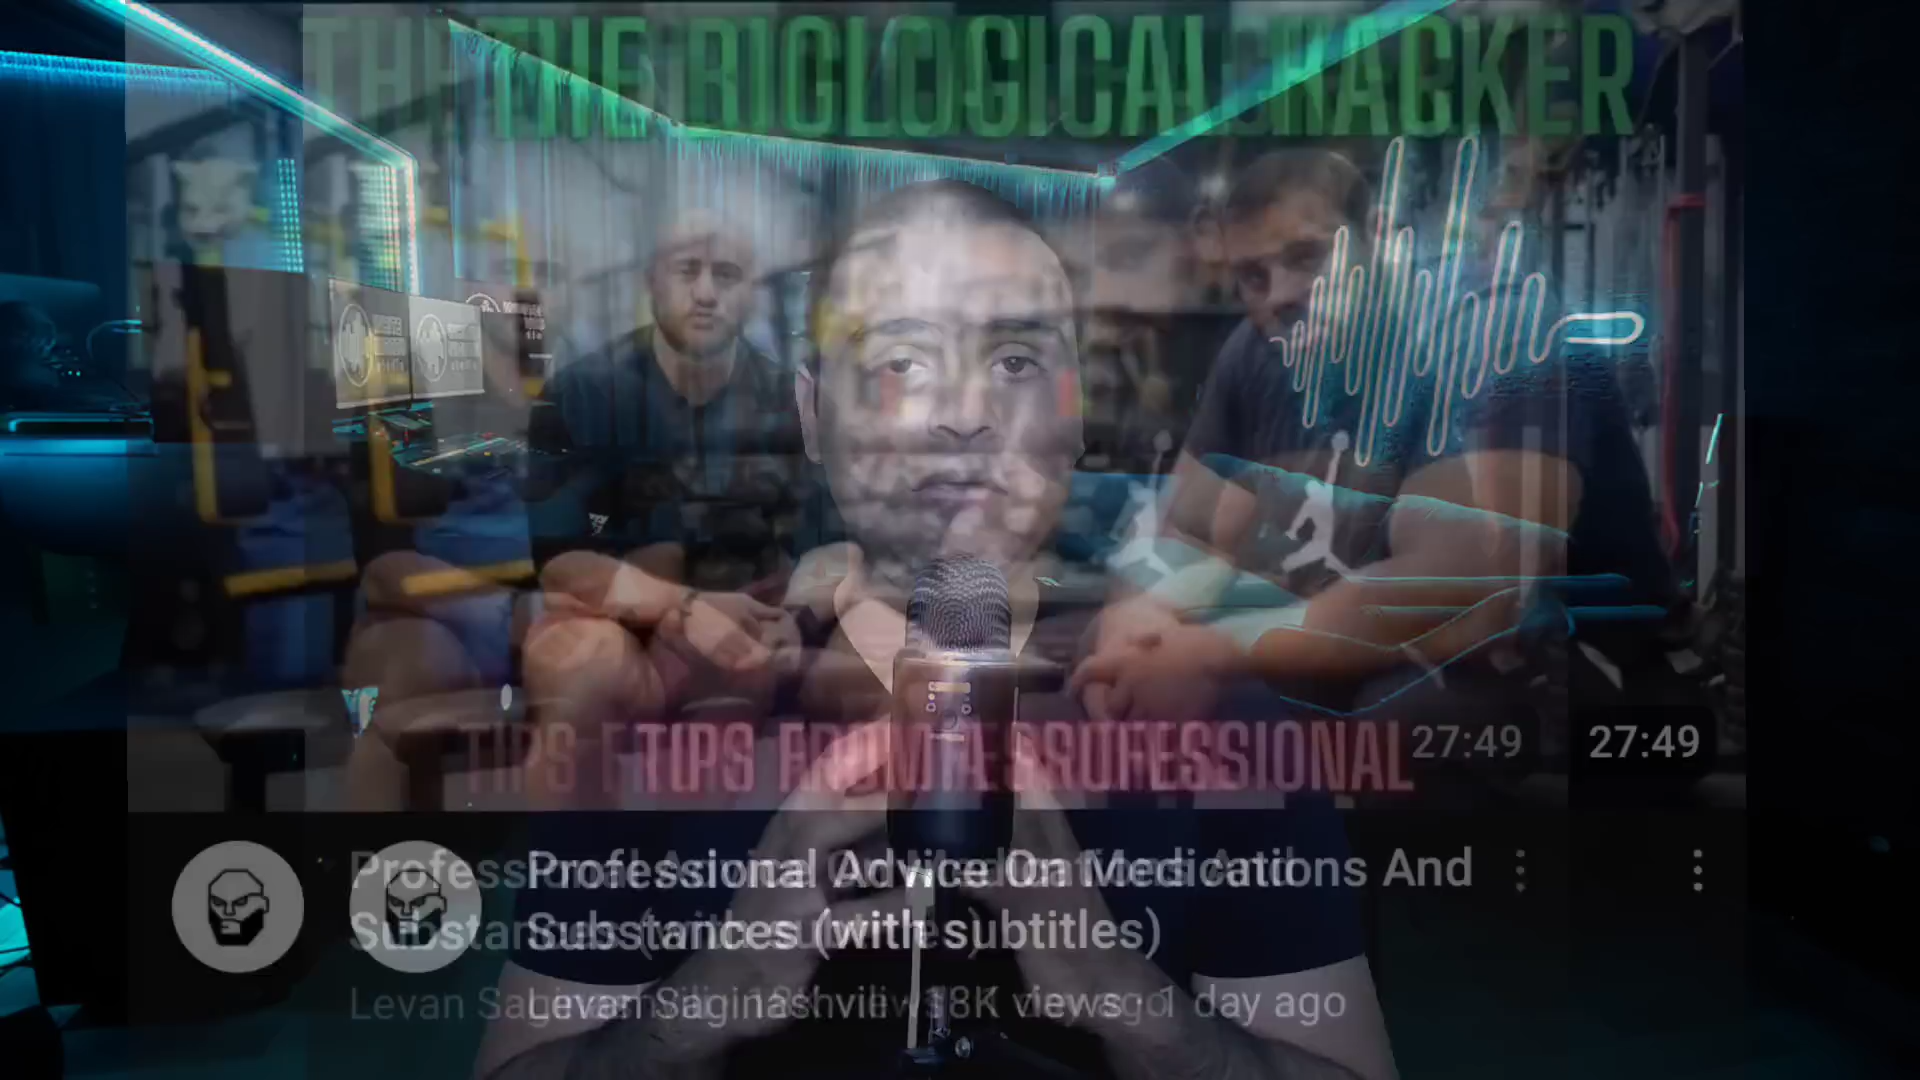 THE BIOLOGICAL HACKER
TIPS FROM A PROFESSIONAL
27:49
27:49
Professional Advice On Medications And
Substances (with subtitles)
Levan Saginashvili · 18K views · 1 day ago